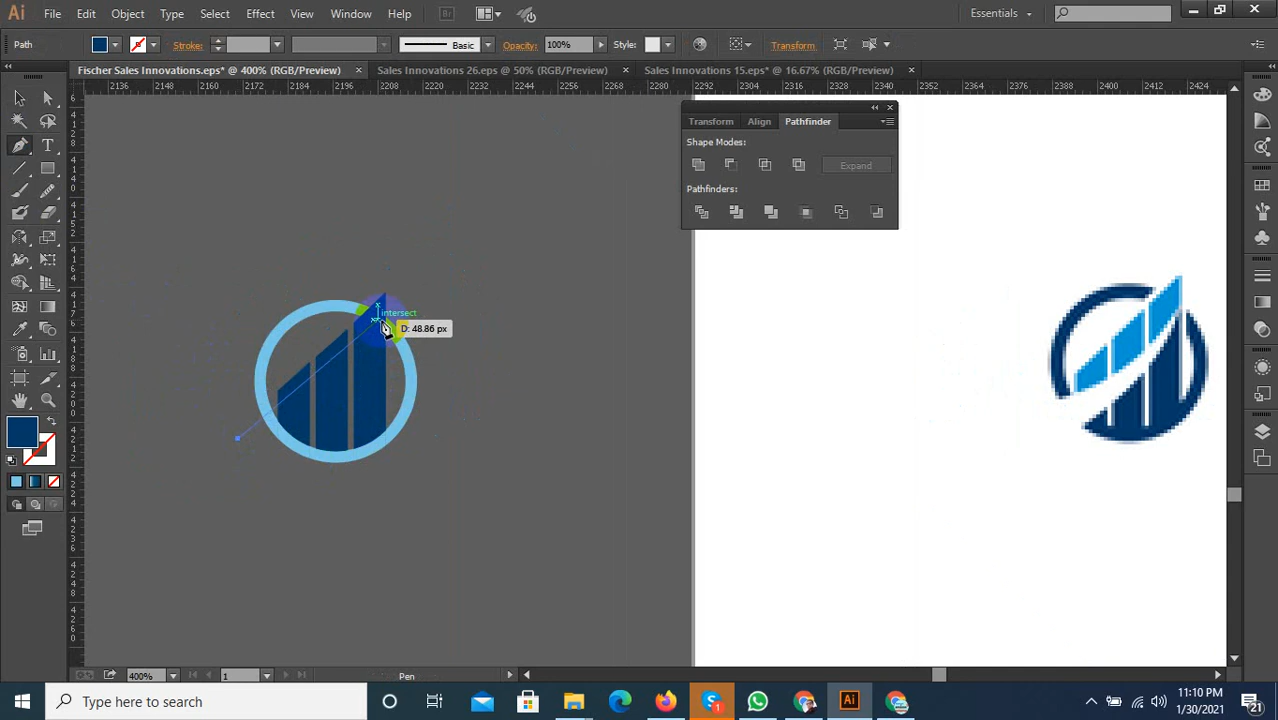 Ai File Edit Object Type Select Effect View Window Help Br Essentials
Path Stroke: Basic Opacity: 100% Style: Transform
Fischer Sales Innovations.eps* @ 400% (RGB/Preview) × Sales Innovations 26.eps @ 50% (RGB/Preview) × Sales Innovations 15.eps* @ 16.67% (RGB/Preview) ×
2136 2148 2160 2172 2184 2196 2208 2220 2232 2244 2256 2268 2280 2292 2304 2316 2328 2340 2352 2364 2376 2388 2400 2412 2424
Transform Align Pathfinder
Shape Modes:
Expand
Pathfinders:
intersect
D: 48.86 px
400% 1 Pen
Type here to search
S 1
Ai
11:10 PM
1/30/2021
21